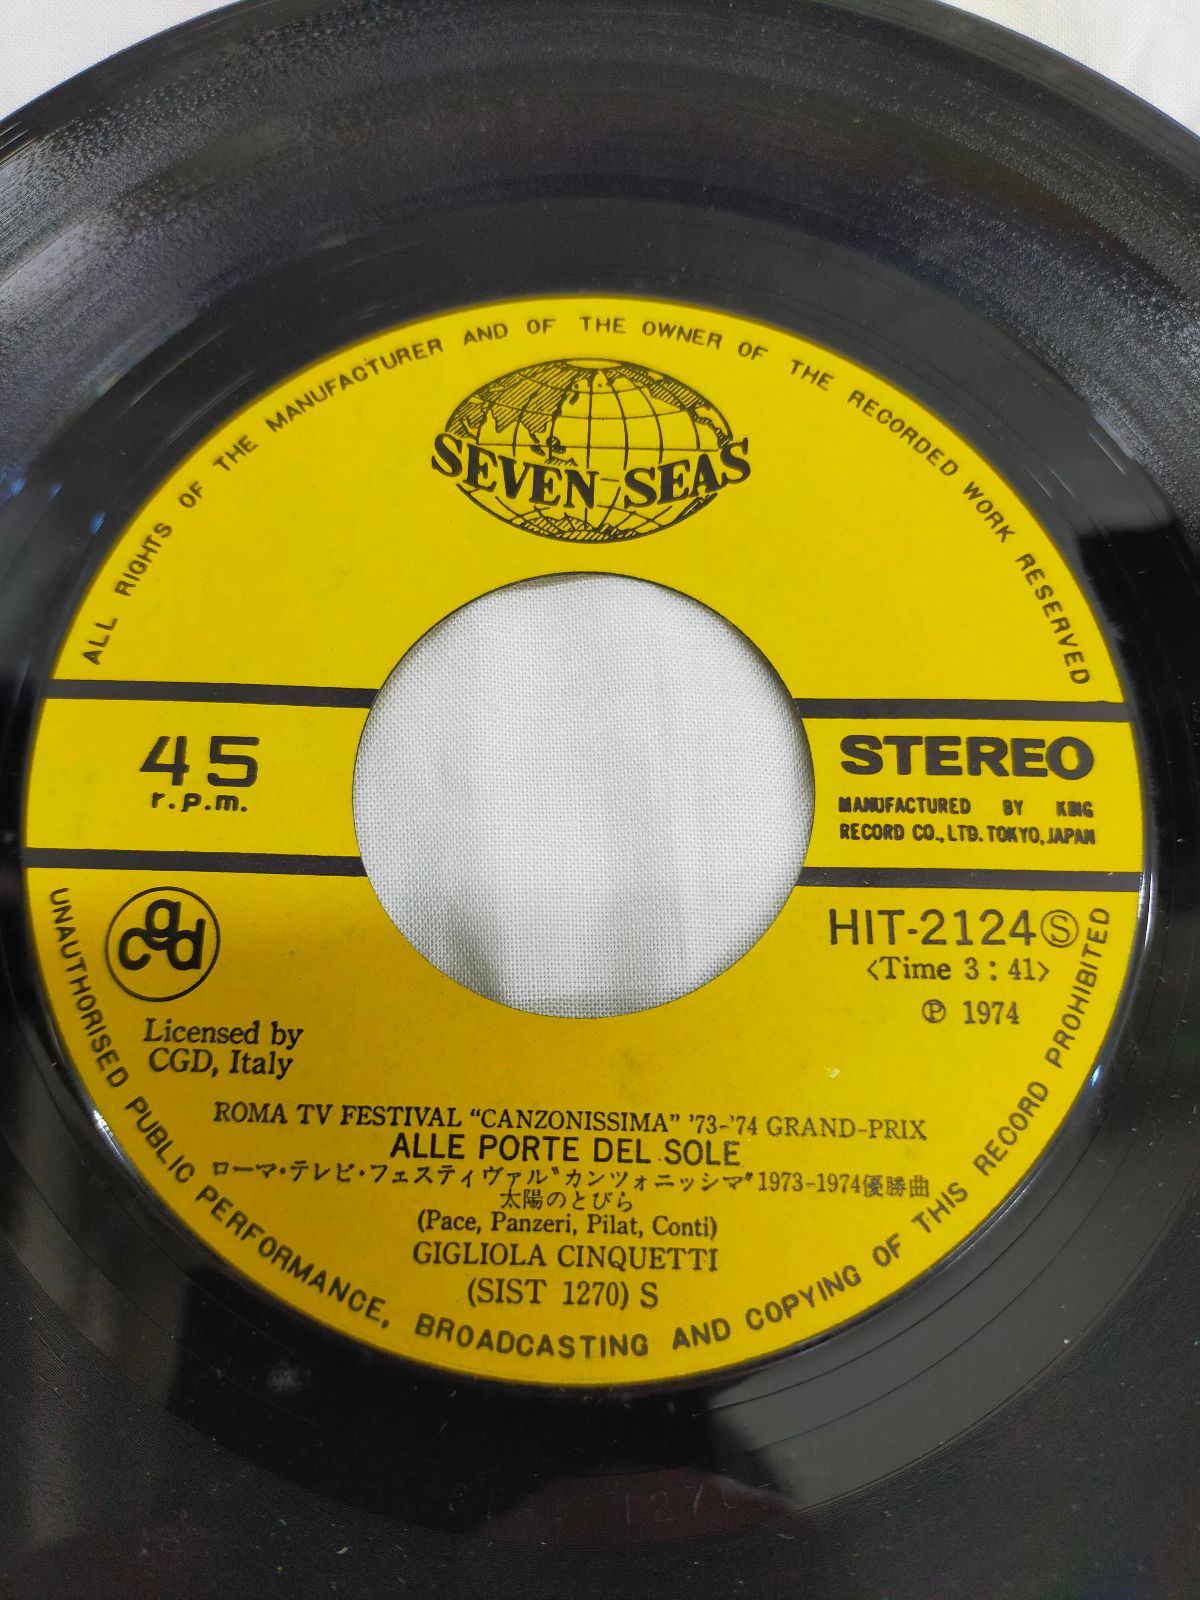 ALL RIGHTS OF THE MANUFACTURER AND OF THE OWNER OF THE RECORDED WORK RESERVED
SEVEN SEAS
45
r.p.m.
STEREO
MANUFACTURED BY KING
RECORD CO., LTD. TOKYO, JAPAN
cgd
Licensed by
CGD, Italy
HIT-2124Ⓢ
〈Time 3:41〉
℗ 1974
ROMA TV FESTIVAL "CANZONISSIMA" '73-'74 GRAND-PRIX
ALLE PORTE DEL SOLE
ローマ・テレビ・フェスティヴァル〝カンツォニッシマ〞1973-1974優勝曲
太陽のとびら
(Pace, Panzeri, Pilat, Conti)
GIGLIOLA CINQUETTI
(SIST 1270) S
UNAUTHORISED PUBLIC PERFORMANCE, BROADCASTING AND COPYING OF THIS RECORD PROHIBITED